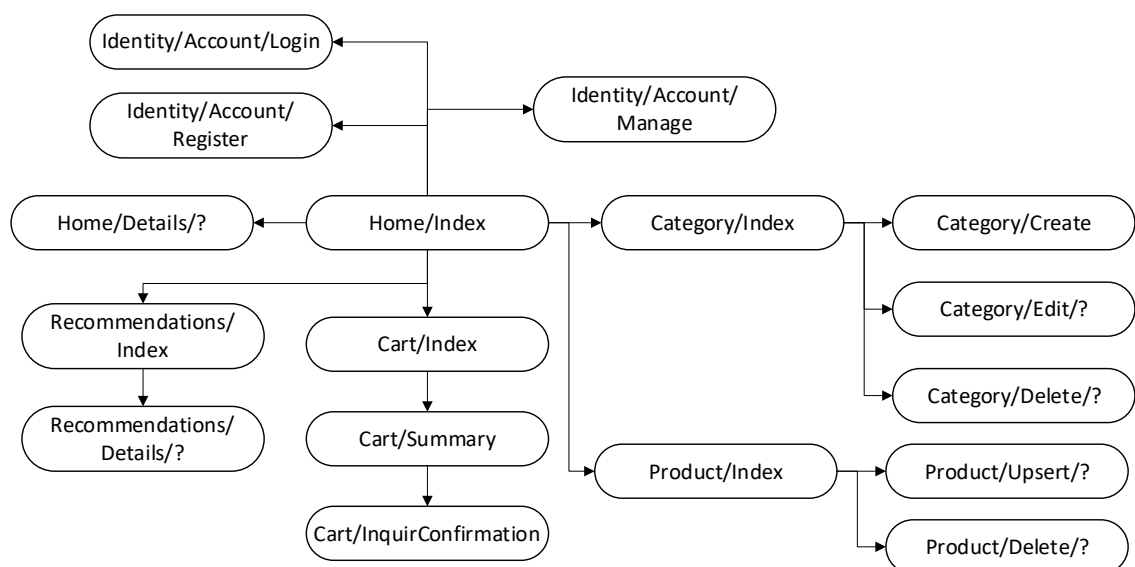 Identity/Account/Login
Identity/Account/
Register
Identity/Account/
Manage
Home/Details/?
Home/Index
Category/Index
Category/Create
Category/Edit/?
Category/Delete/?
Recommendations/
Index
Cart/Index
Recommendations/
Details/?
Cart/Summary
Cart/InquirConfirmation
Product/Index
Product/Upsert/?
Product/Delete/?